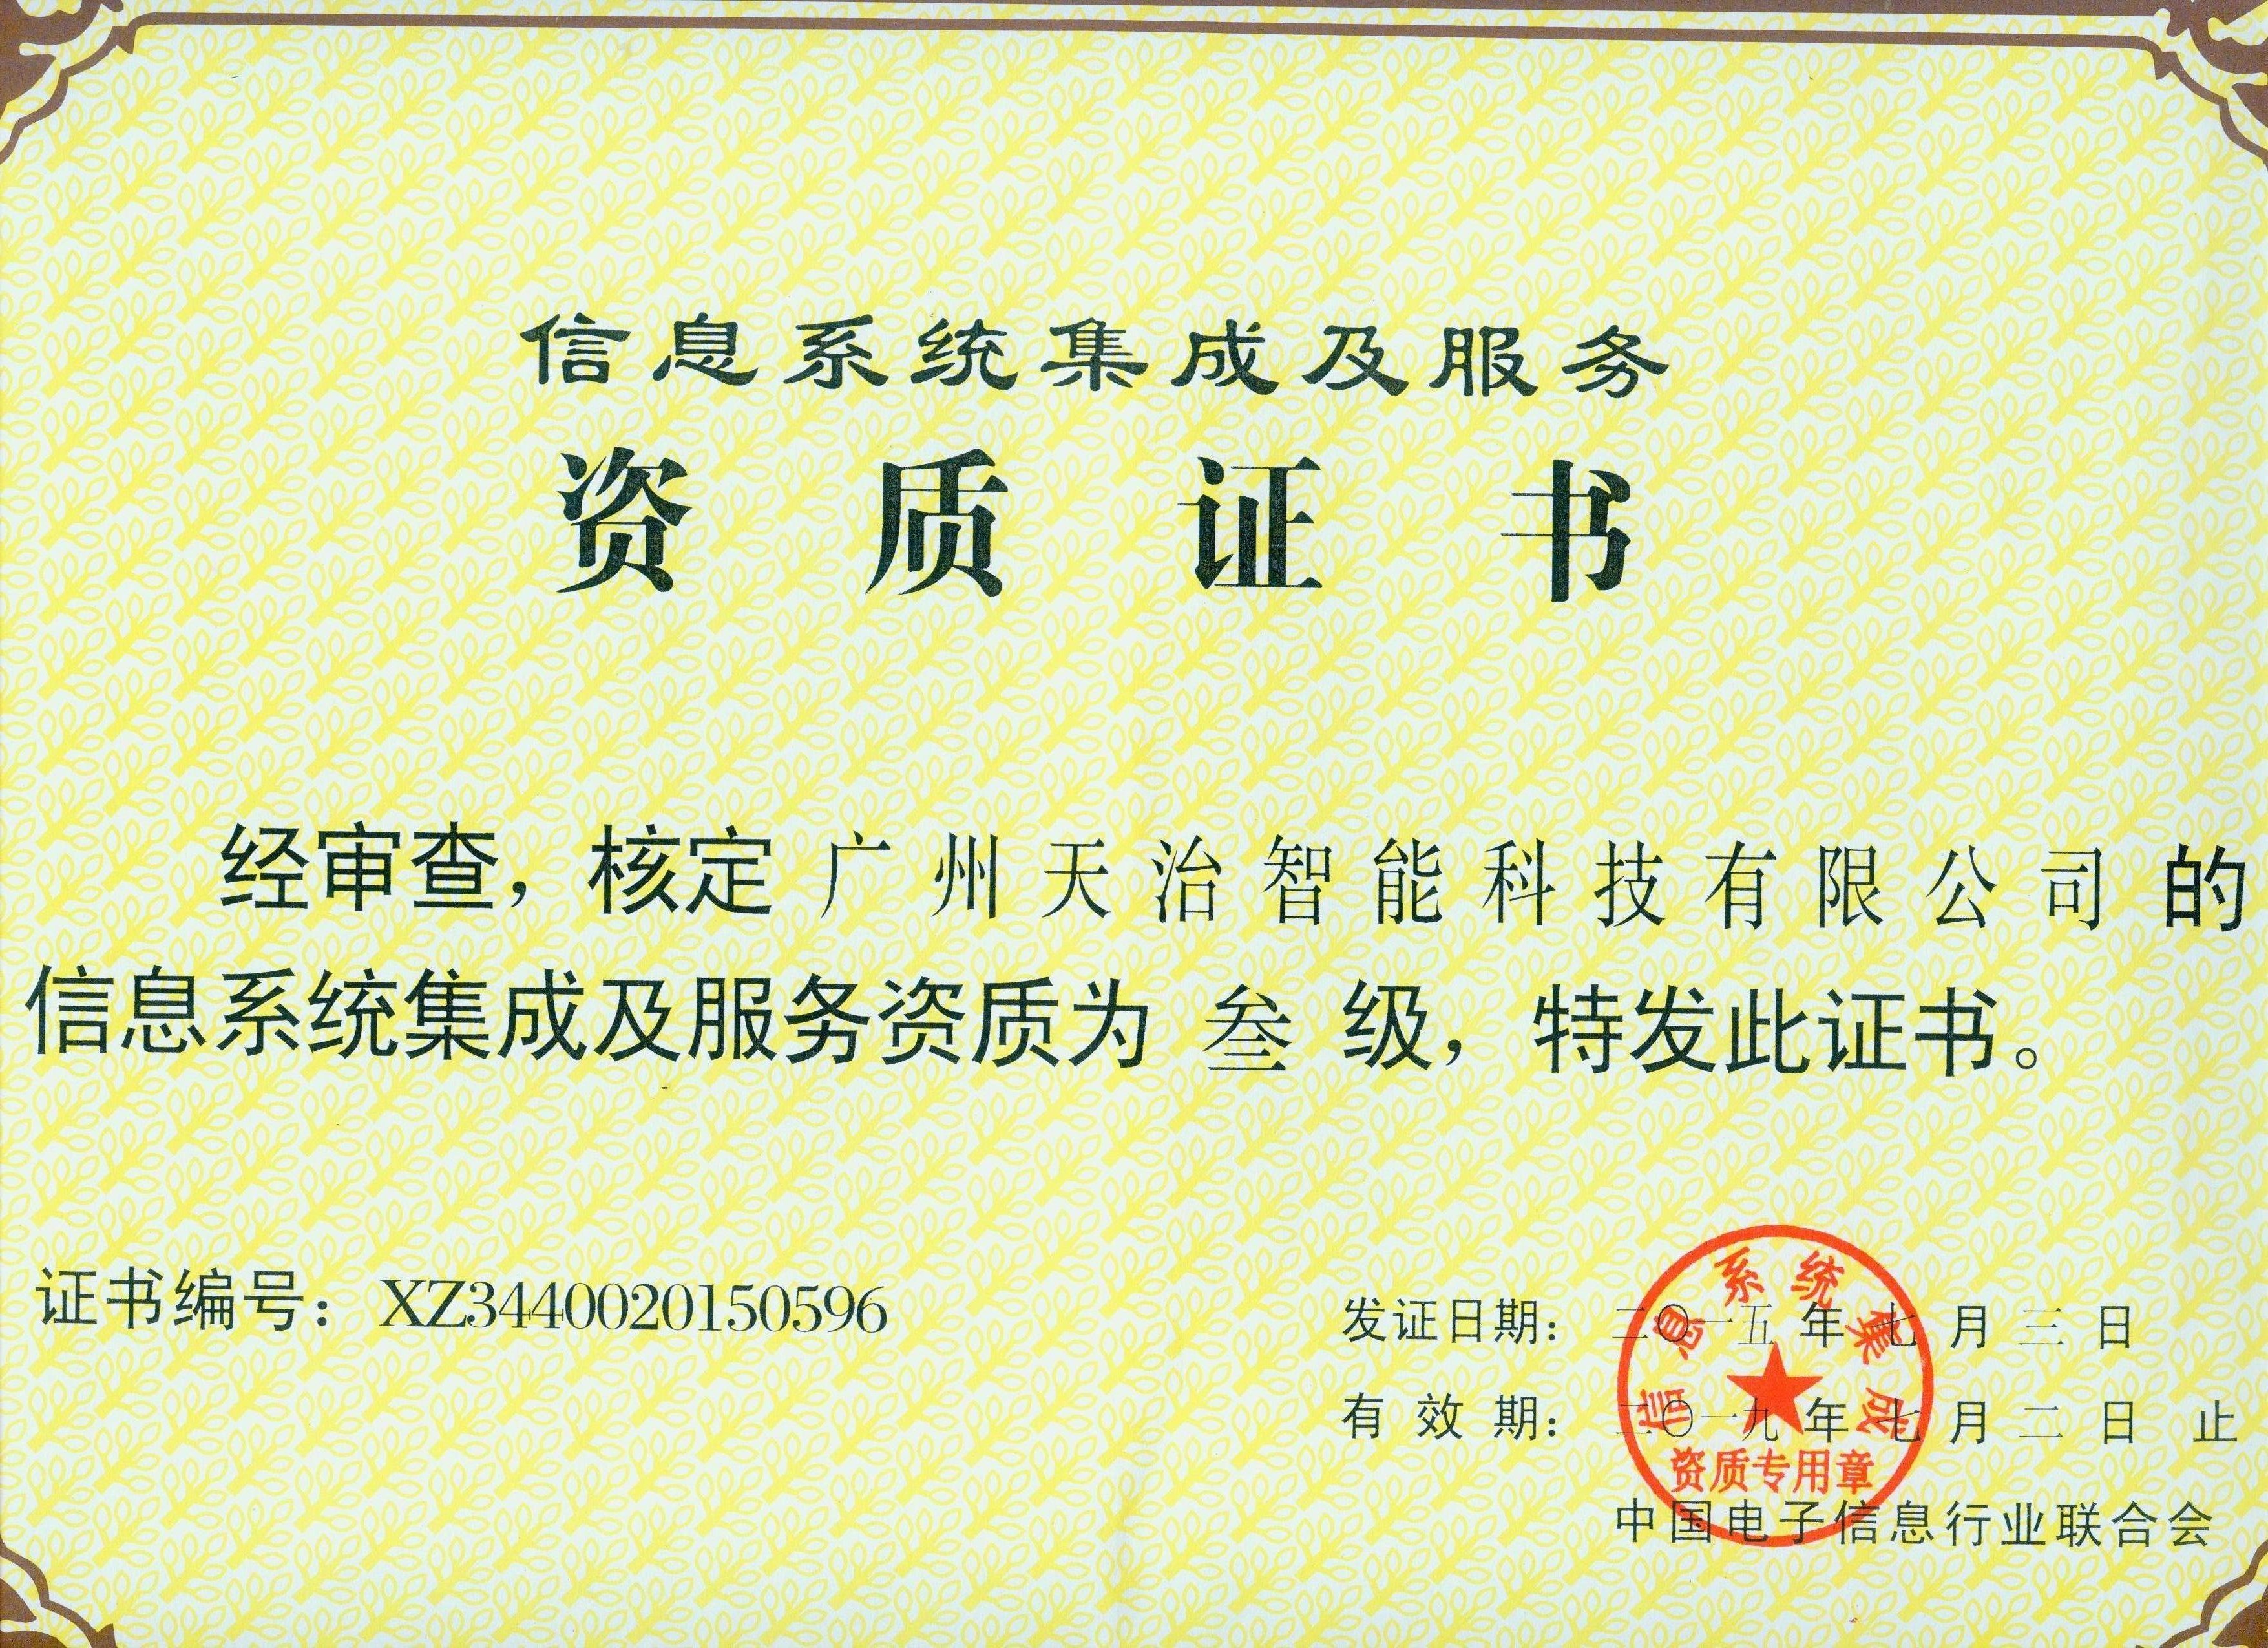 信息系统集成及服务
资质证书
经审查，核定广州天治智能科技有限公司的
信息系统集成及服务资质为 叁 级，特发此证书。
证书编号：XZ3440020150596
发证日期：二〇一五年七月三日
有效期：二〇一九年七月二日止
中国电子信息行业联合会
信息系统集成
资质专用章